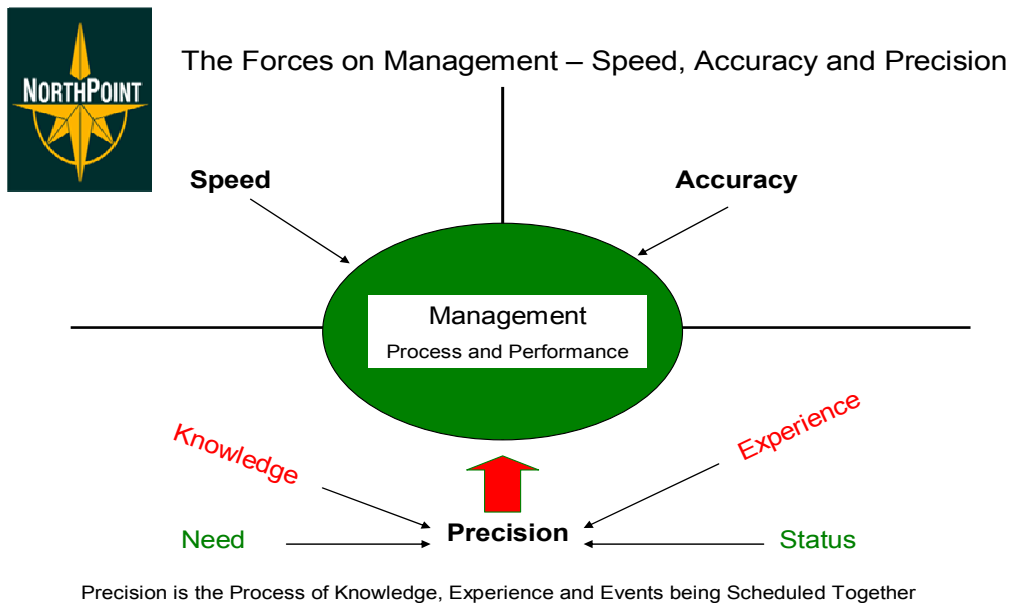 NORTHPOINT
The Forces on Management – Speed, Accuracy and Precision
Speed
Accuracy
Management
Process and Performance
Knowledge
Experience
Need
Precision
Status
Precision is the Process of Knowledge, Experience and Events being Scheduled Together